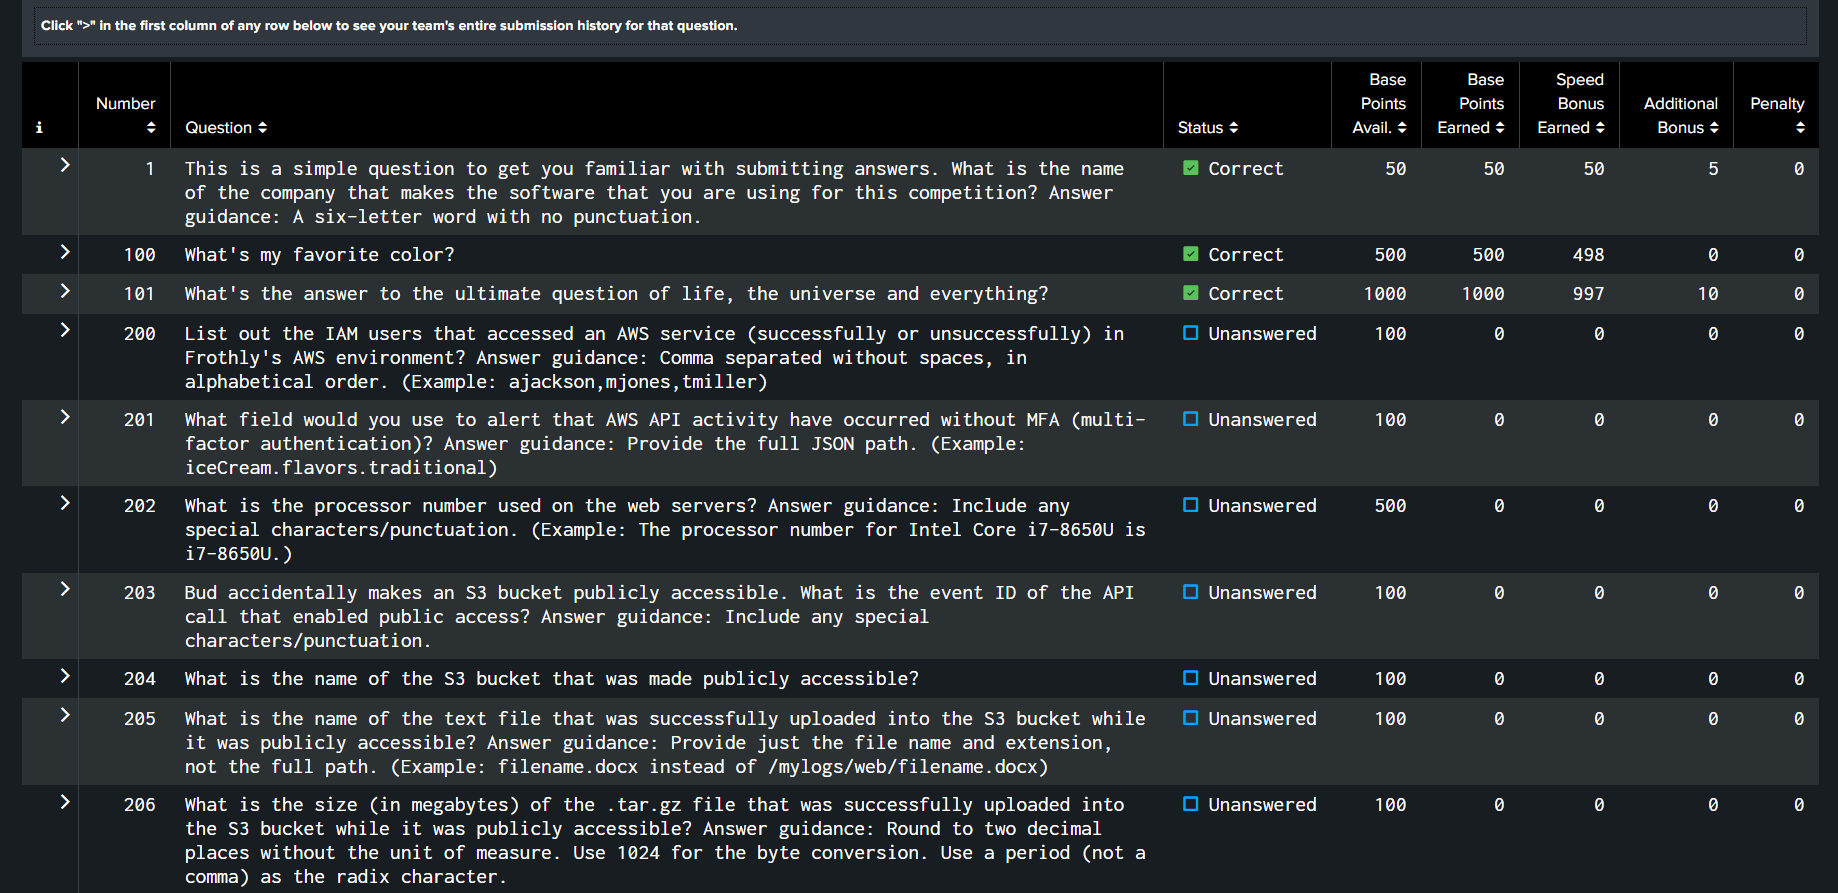 Click ">" in the first column of any row below to see your team's entire submission history for that question.
i Number Question Status Base Points Avail. Base Points Earned Speed Bonus Earned Additional Bonus Penalty
> 1 This is a simple question to get you familiar with submitting answers. What is the name Correct 50 50 50 5 0
of the company that makes the software that you are using for this competition? Answer
guidance: A six-letter word with no punctuation.
> 100 What's my favorite color? Correct 500 500 498 0 0
> 101 What's the answer to the ultimate question of life, the universe and everything? Correct 1000 1000 997 10 0
> 200 List out the IAM users that accessed an AWS service (successfully or unsuccessfully) in Unanswered 100 0 0 0 0
Frothly's AWS environment? Answer guidance: Comma separated without spaces, in
alphabetical order. (Example: ajackson,mjones,tmiller)
> 201 What field would you use to alert that AWS API activity have occurred without MFA (multi- Unanswered 100 0 0 0 0
factor authentication)? Answer guidance: Provide the full JSON path. (Example:
iceCream.flavors.traditional)
> 202 What is the processor number used on the web servers? Answer guidance: Include any Unanswered 500 0 0 0 0
special characters/punctuation. (Example: The processor number for Intel Core i7-8650U is
i7-8650U.)
> 203 Bud accidentally makes an S3 bucket publicly accessible. What is the event ID of the API Unanswered 100 0 0 0 0
call that enabled public access? Answer guidance: Include any special
characters/punctuation.
> 204 What is the name of the S3 bucket that was made publicly accessible? Unanswered 100 0 0 0 0
> 205 What is the name of the text file that was successfully uploaded into the S3 bucket while Unanswered 100 0 0 0 0
it was publicly accessible? Answer guidance: Provide just the file name and extension,
not the full path. (Example: filename.docx instead of /mylogs/web/filename.docx)
> 206 What is the size (in megabytes) of the .tar.gz file that was successfully uploaded into Unanswered 100 0 0 0 0
the S3 bucket while it was publicly accessible? Answer guidance: Round to two decimal
places without the unit of measure. Use 1024 for the byte conversion. Use a period (not a
comma) as the radix character.